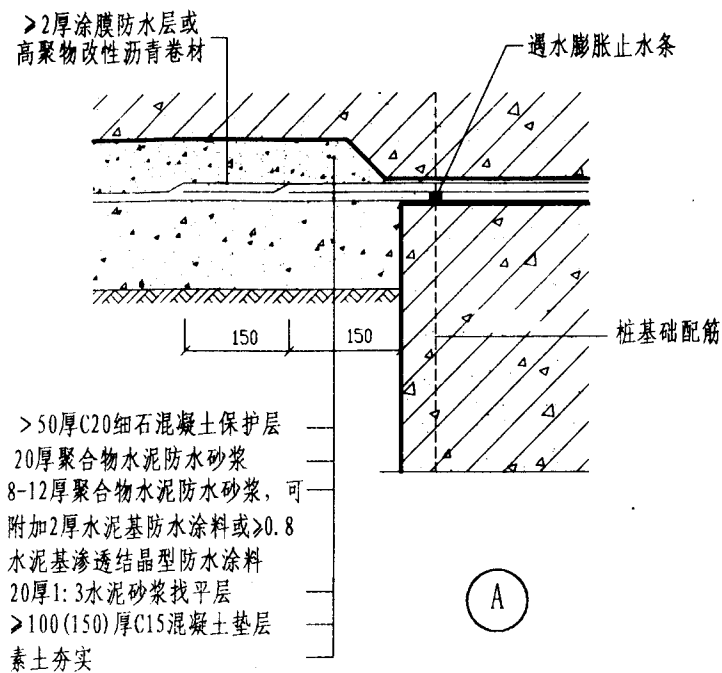 ≥2厚涂膜防水层或
高聚物改性沥青卷材
遇水膨胀止水条
150
150
桩基础配筋
>50厚C20细石混凝土保护层
20厚聚合物水泥防水砂浆
8-12厚聚合物水泥防水砂浆，可
附加2厚水泥基防水涂料或≥0.8
水泥基渗透结晶型防水涂料
20厚1:3水泥砂浆找平层
≥100(150)厚C15混凝土垫层
素土夯实
A